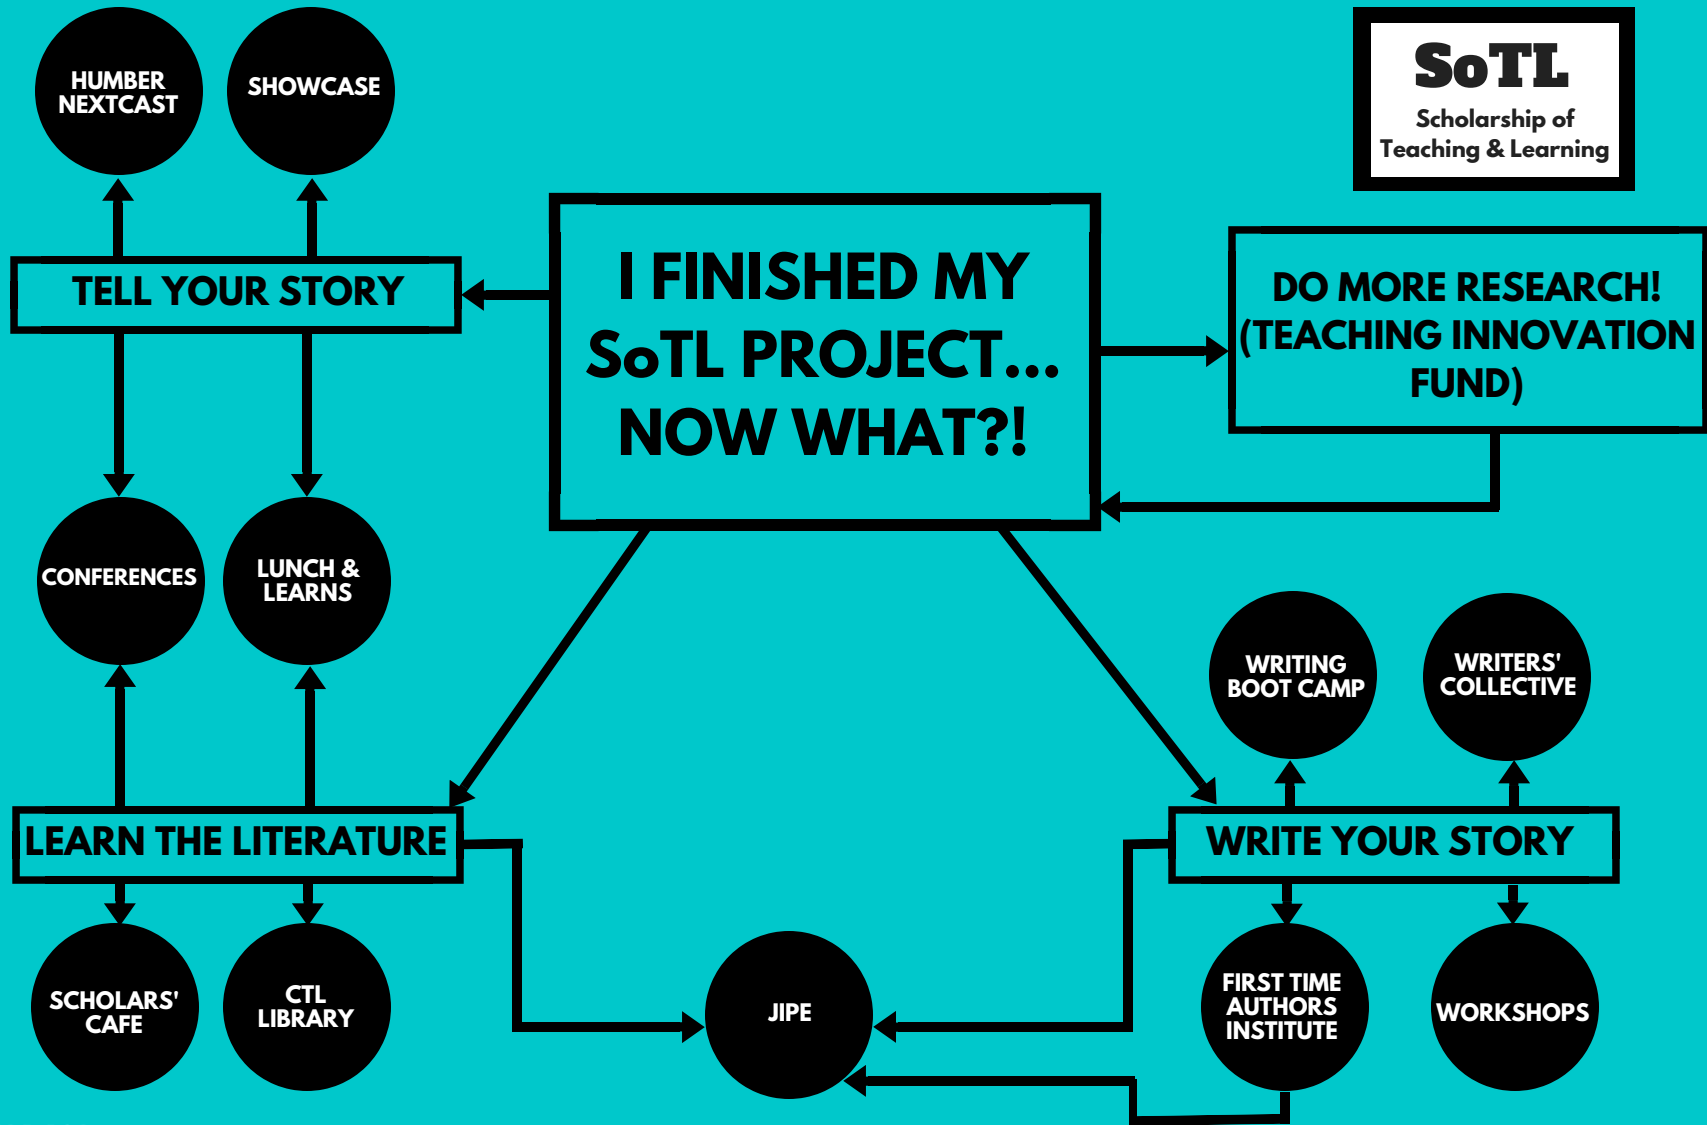 HUMBER
NEXTCAST
SHOWCASE
SoTL
Scholarship of
Teaching & Learning
TELL YOUR STORY
I FINISHED MY
SoTL PROJECT...
NOW WHAT?!
DO MORE RESEARCH!
(TEACHING INNOVATION
FUND)
CONFERENCES
LUNCH &
LEARNS
WRITING
BOOT CAMP
WRITERS'
COLLECTIVE
LEARN THE LITERATURE
WRITE YOUR STORY
SCHOLARS'
CAFE
CTL
LIBRARY
JIPE
FIRST TIME
AUTHORS
INSTITUTE
WORKSHOPS